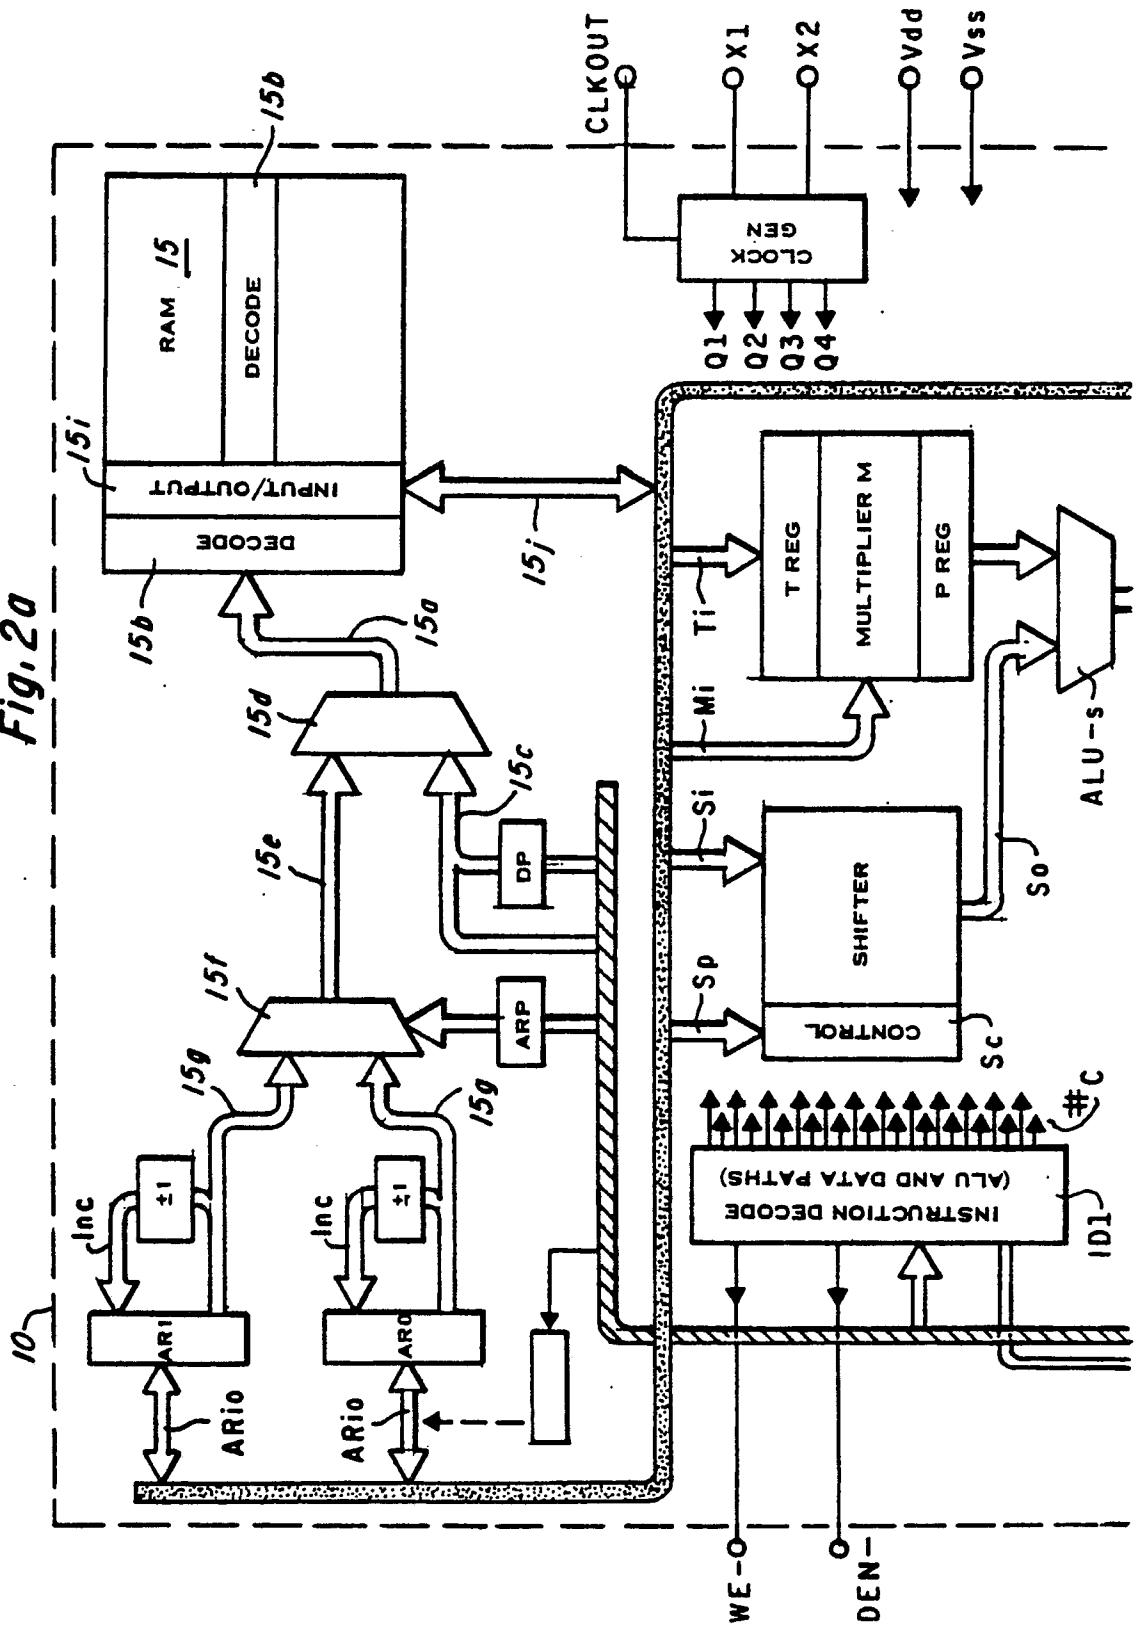 Fig. 2a
10
AR1
ARio
Inc
±1
15g
AR0
ARio
Inc
±1
15g
15f
ARP
15e
15d
15c
DP
15a
15b
DECODE
INPUT/OUTPUT
15i
RAM 15
DECODE
15b
15j
CLKOUT
X1
X2
Vdd
Vss
CLOCK
GEN
Q1
Q2
Q3
Q4
WE-
DEN-
INSTRUCTION DECODE
(ALU AND DATA PATHS)
ID1
#C
Sp
Si
CONTROL
SHIFTER
Sc
So
Mi
Ti
T REG
MULTIPLIER M
P REG
ALU-s